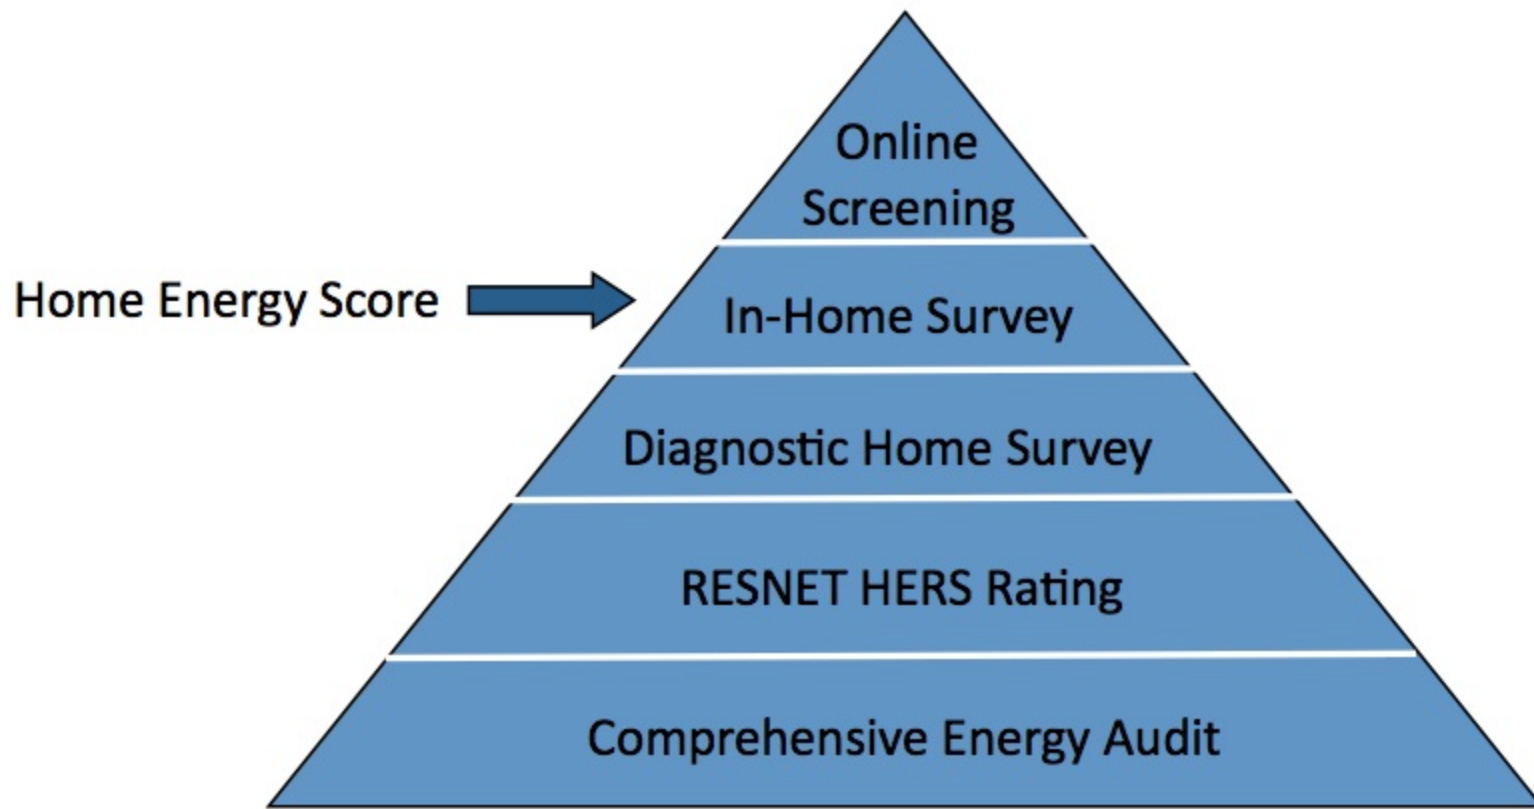 Online
Screening
Home Energy Score
In-Home Survey
Diagnostic Home Survey
RESNET HERS Rating
Comprehensive Energy Audit